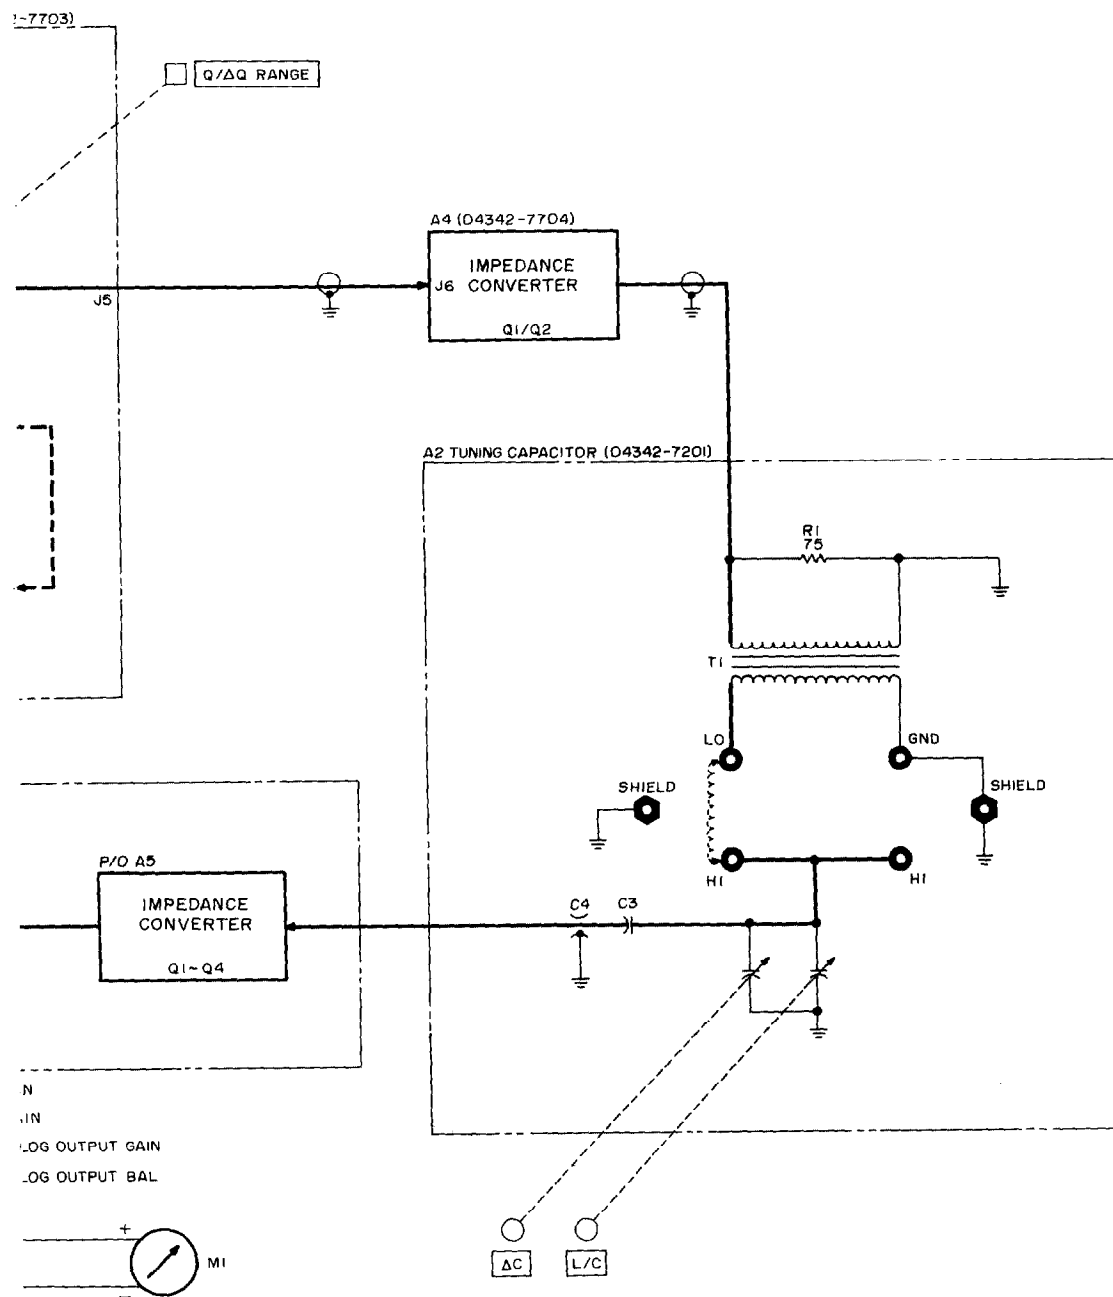 -7703)
Q/ΔQ RANGE
A4 (04342-7704)
IMPEDANCE
CONVERTER
J6
J5
Q1/Q2
A2 TUNING CAPACITOR (04342-7201)
R1
75
T1
LO
GND
SHIELD
SHIELD
HI
HI
P/O A5
IMPEDANCE
CONVERTER
Q1~Q4
C4
C3
N
IN
LOG OUTPUT GAIN
LOG OUTPUT BAL
+
M1
−
ΔC
L/C